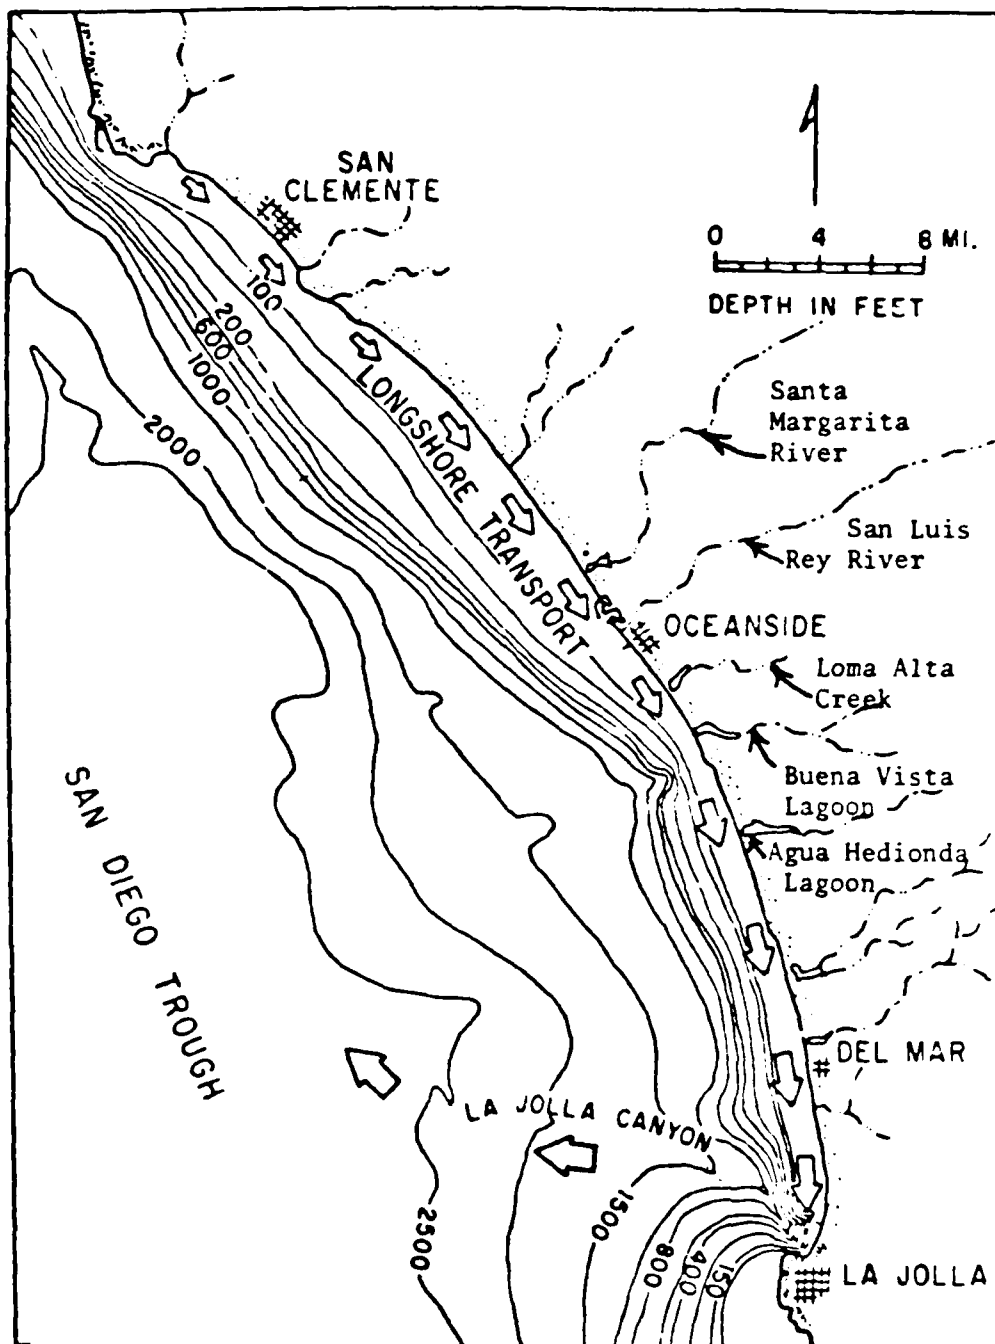 SAN
CLEMENTE
0 4 8 MI.
DEPTH IN FEET
100
200
600
1000
2000
LONGSHORE TRANSPORT
Santa
Margarita
River
San Luis
Rey River
OCEANSIDE
Loma Alta
Creek
Buena Vista
Lagoon
Agua Hedionda
Lagoon
SAN DIEGO TROUGH
DEL MAR
LA JOLLA CANYON
2500
1500
800
400
150
LA JOLLA